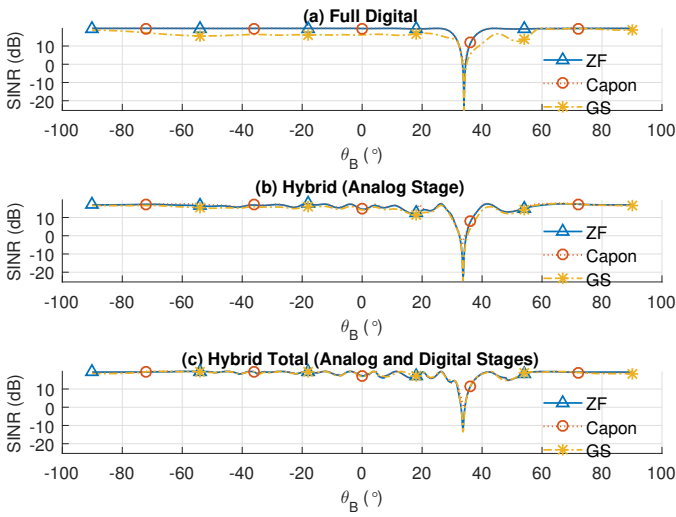 (a) Full Digital
SINR (dB)
10
0
-10
-20
-100 -80 -60 -40 -20 0 20 40 60 80 100
θB (°)
ZF
Capon
GS
(b) Hybrid (Analog Stage)
SINR (dB)
10
0
-10
-20
-100 -80 -60 -40 -20 0 20 40 60 80 100
θB (°)
ZF
Capon
GS
(c) Hybrid Total (Analog and Digital Stages)
SINR (dB)
10
0
-10
-20
-100 -80 -60 -40 -20 0 20 40 60 80 100
θB (°)
ZF
Capon
GS